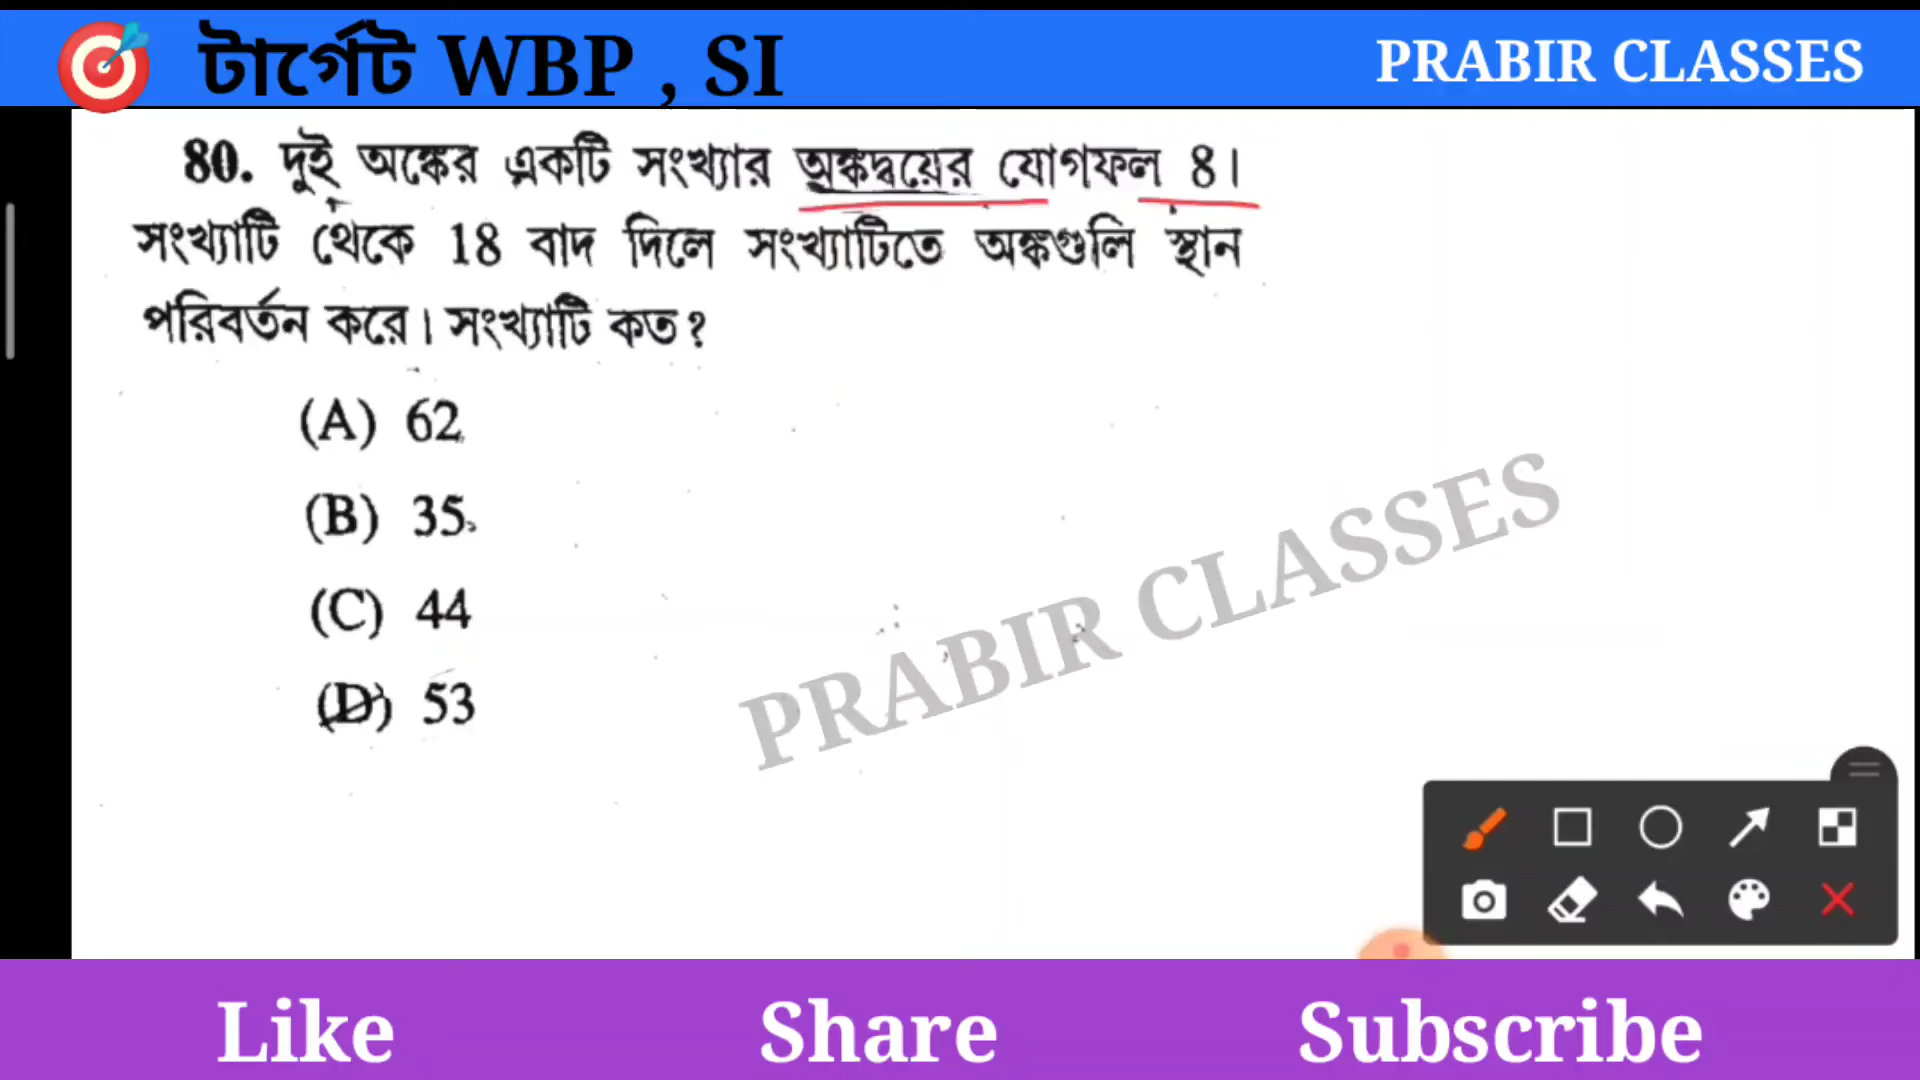 টার্গেট WBP , SI
PRABIR CLASSES
80. দুই অঙ্কের একটি সংখ্যার অঙ্কদ্বয়ের যোগফল 8।
সংখ্যাটি থেকে 18 বাদ দিলে সংখ্যাটিতে অঙ্কগুলি স্থান
পরিবর্তন করে। সংখ্যাটি কত?
(A) 62
(B) 35
(C) 44
(D) 53
PRABIR CLASSES
Like
Share
Subscribe